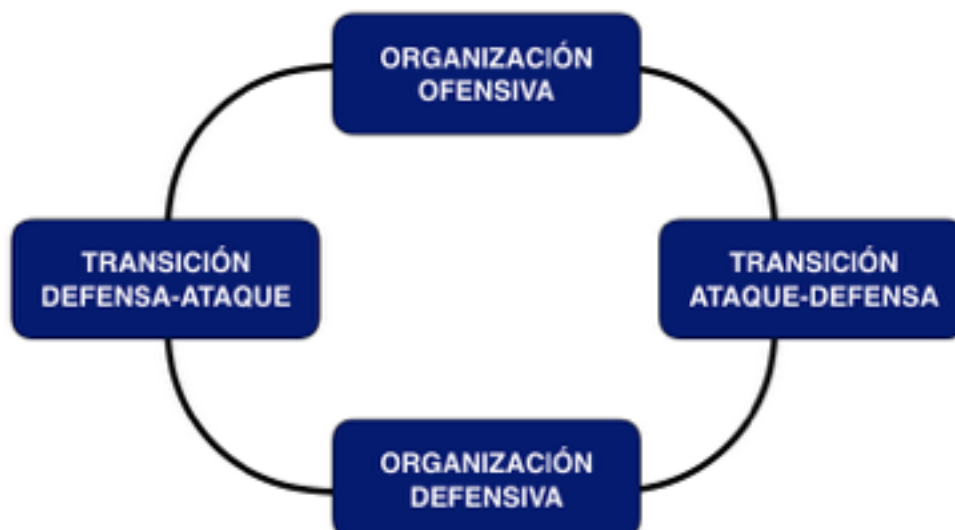 ORGANIZACIÓN
OFENSIVA
TRANSICIÓN
DEFENSA-ATAQUE
TRANSICIÓN
ATAQUE-DEFENSA
ORGANIZACIÓN
DEFENSIVA